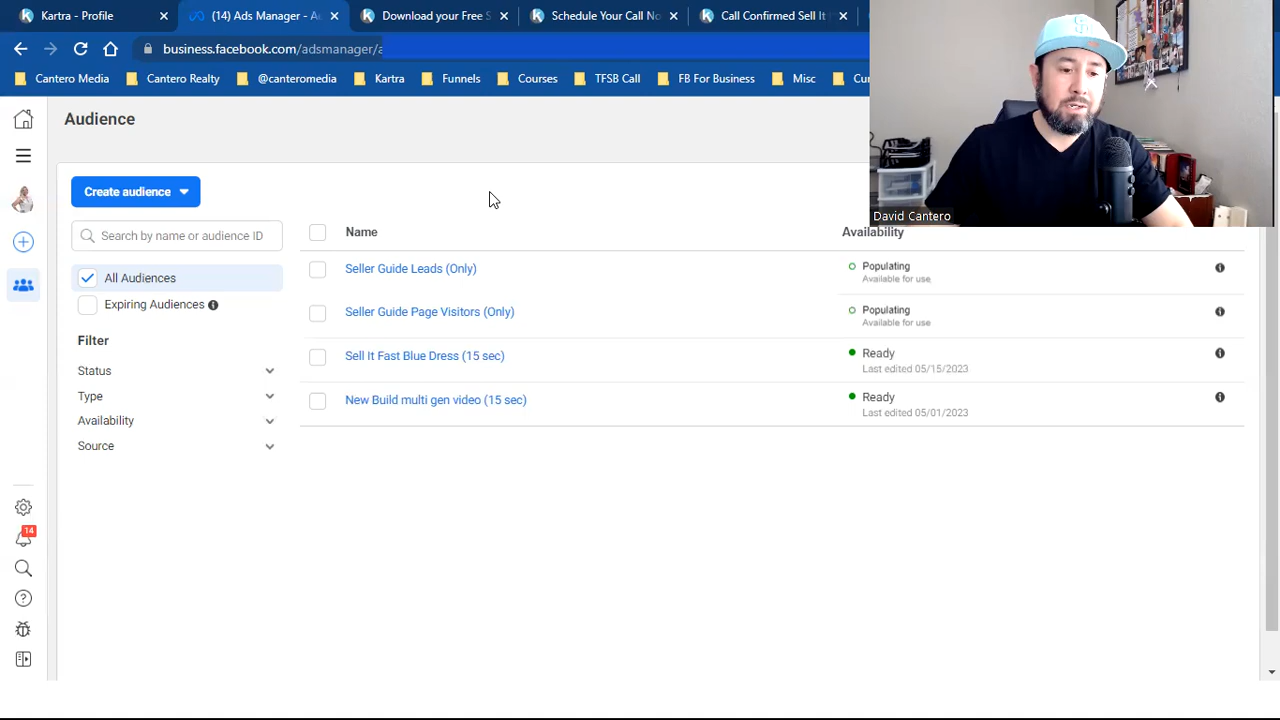 Kartra - Profile
(14) Ads Manager - Au
Download your Free S
Schedule Your Call No
Call Confirmed Sell It F
business.facebook.com/adsmanager/a
Cantero Media
Cantero Realty
@canteromedia
Kartra
Funnels
Courses
TFSB Call
FB For Business
Misc
Cur
Audience
David Cantero
Create audience
Search by name or audience ID
All Audiences
Expiring Audiences
Filter
Status
Type
Availability
Source
14
Name
Availability
Seller Guide Leads (Only)
Populating
Available for use
Seller Guide Page Visitors (Only)
Populating
Available for use
Sell It Fast Blue Dress (15 sec)
Ready
Last edited 05/15/2023
New Build multi gen video (15 sec)
Ready
Last edited 05/01/2023